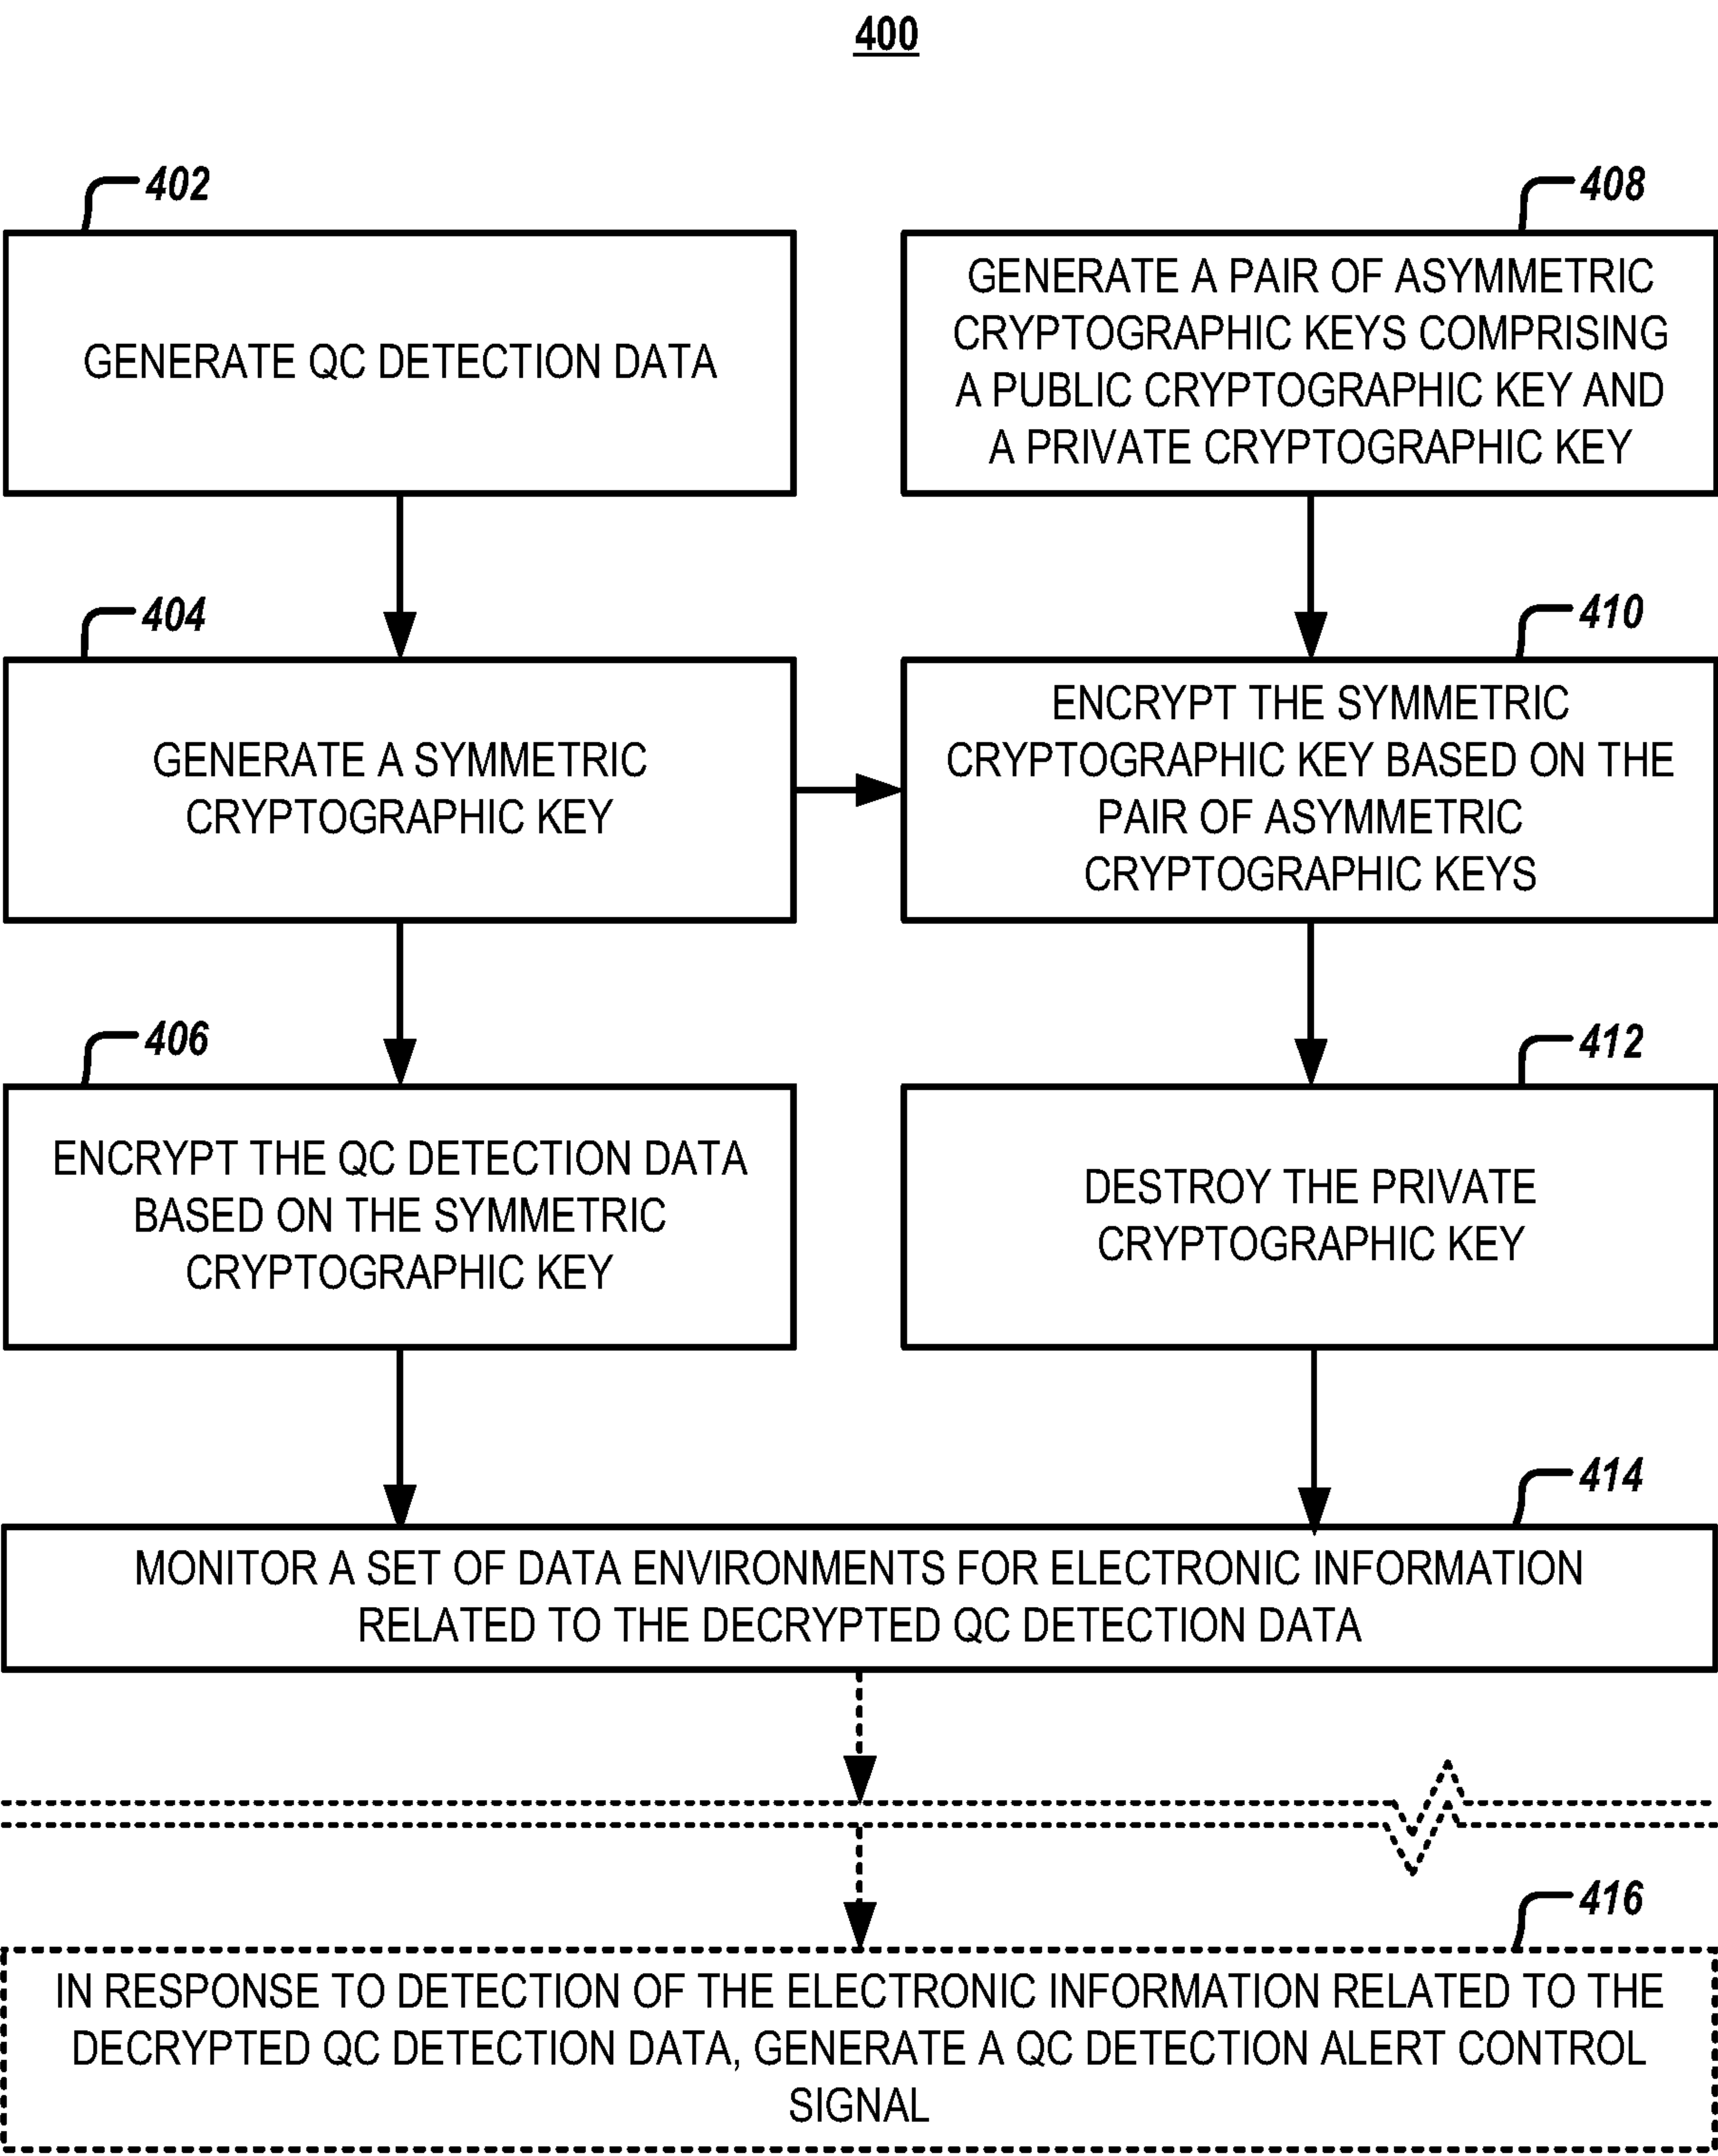 400
402
GENERATE QC DETECTION DATA
404
GENERATE A SYMMETRIC
CRYPTOGRAPHIC KEY
406
ENCRYPT THE QC DETECTION DATA
BASED ON THE SYMMETRIC
CRYPTOGRAPHIC KEY
408
GENERATE A PAIR OF ASYMMETRIC
CRYPTOGRAPHIC KEYS COMPRISING
A PUBLIC CRYPTOGRAPHIC KEY AND
A PRIVATE CRYPTOGRAPHIC KEY
410
ENCRYPT THE SYMMETRIC
CRYPTOGRAPHIC KEY BASED ON THE
PAIR OF ASYMMETRIC
CRYPTOGRAPHIC KEYS
412
DESTROY THE PRIVATE
CRYPTOGRAPHIC KEY
414
MONITOR A SET OF DATA ENVIRONMENTS FOR ELECTRONIC INFORMATION
RELATED TO THE DECRYPTED QC DETECTION DATA
416
IN RESPONSE TO DETECTION OF THE ELECTRONIC INFORMATION RELATED TO THE
DECRYPTED QC DETECTION DATA, GENERATE A QC DETECTION ALERT CONTROL
SIGNAL